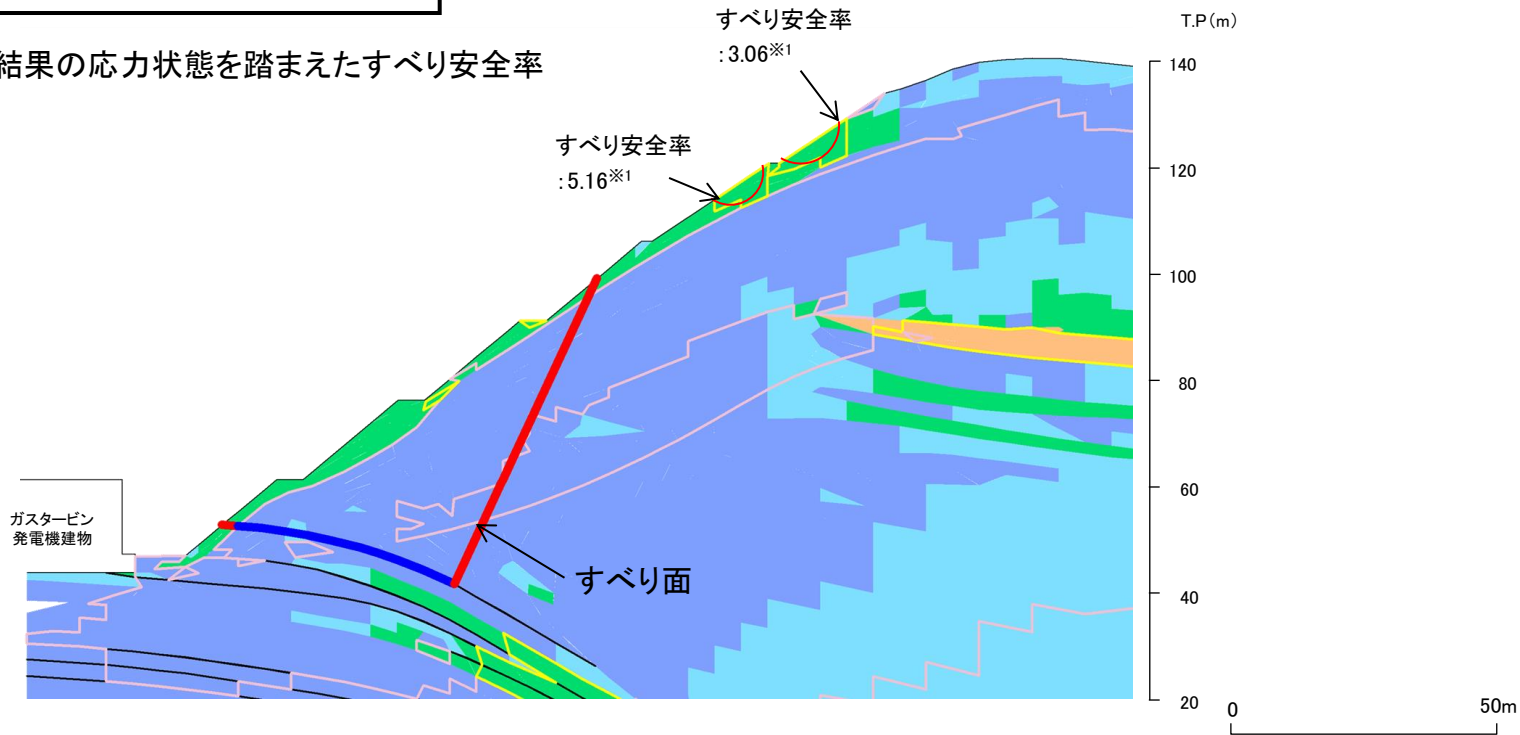 結果の応力状態を踏まえたすべり安全率
すべり安全率
:3.06※1
すべり安全率
:5.16※1
T.P(m)
140
120
100
80
60
40
20
ガスタービン
発電機建物
すべり面
0
50m